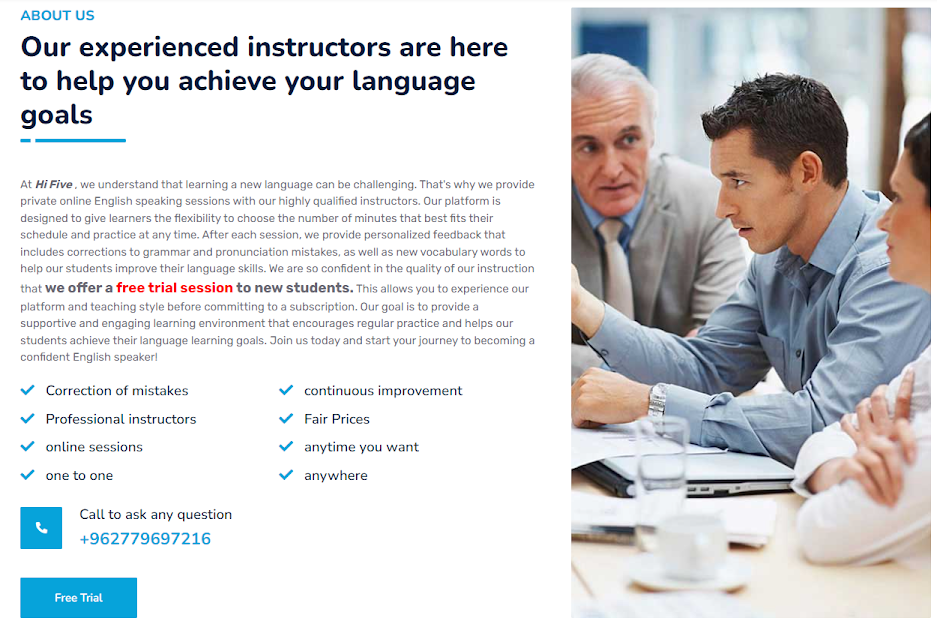 ABOUT US
Our experienced instructors are here
to help you achieve your language
goals
At Hi Five , we understand that learning a new language can be challenging. That's why we provide
private online English speaking sessions with our highly qualified instructors. Our platform is
designed to give learners the flexibility to choose the number of minutes that best fits their
schedule and practice at any time. After each session, we provide personalized feedback that
includes corrections to grammar and pronunciation mistakes, as well as new vocabulary words to
help our students improve their language skills. We are so confident in the quality of our instruction
that we offer a free trial session to new students. This allows you to experience our
platform and teaching style before committing to a subscription. Our goal is to provide a
supportive and engaging learning environment that encourages regular practice and helps our
students achieve their language learning goals. Join us today and start your journey to becoming a
confident English speaker!
Correction of mistakes
continuous improvement
Professional instructors
Fair Prices
online sessions
anytime you want
one to one
anywhere
Call to ask any question
+962779697216
Free Trial